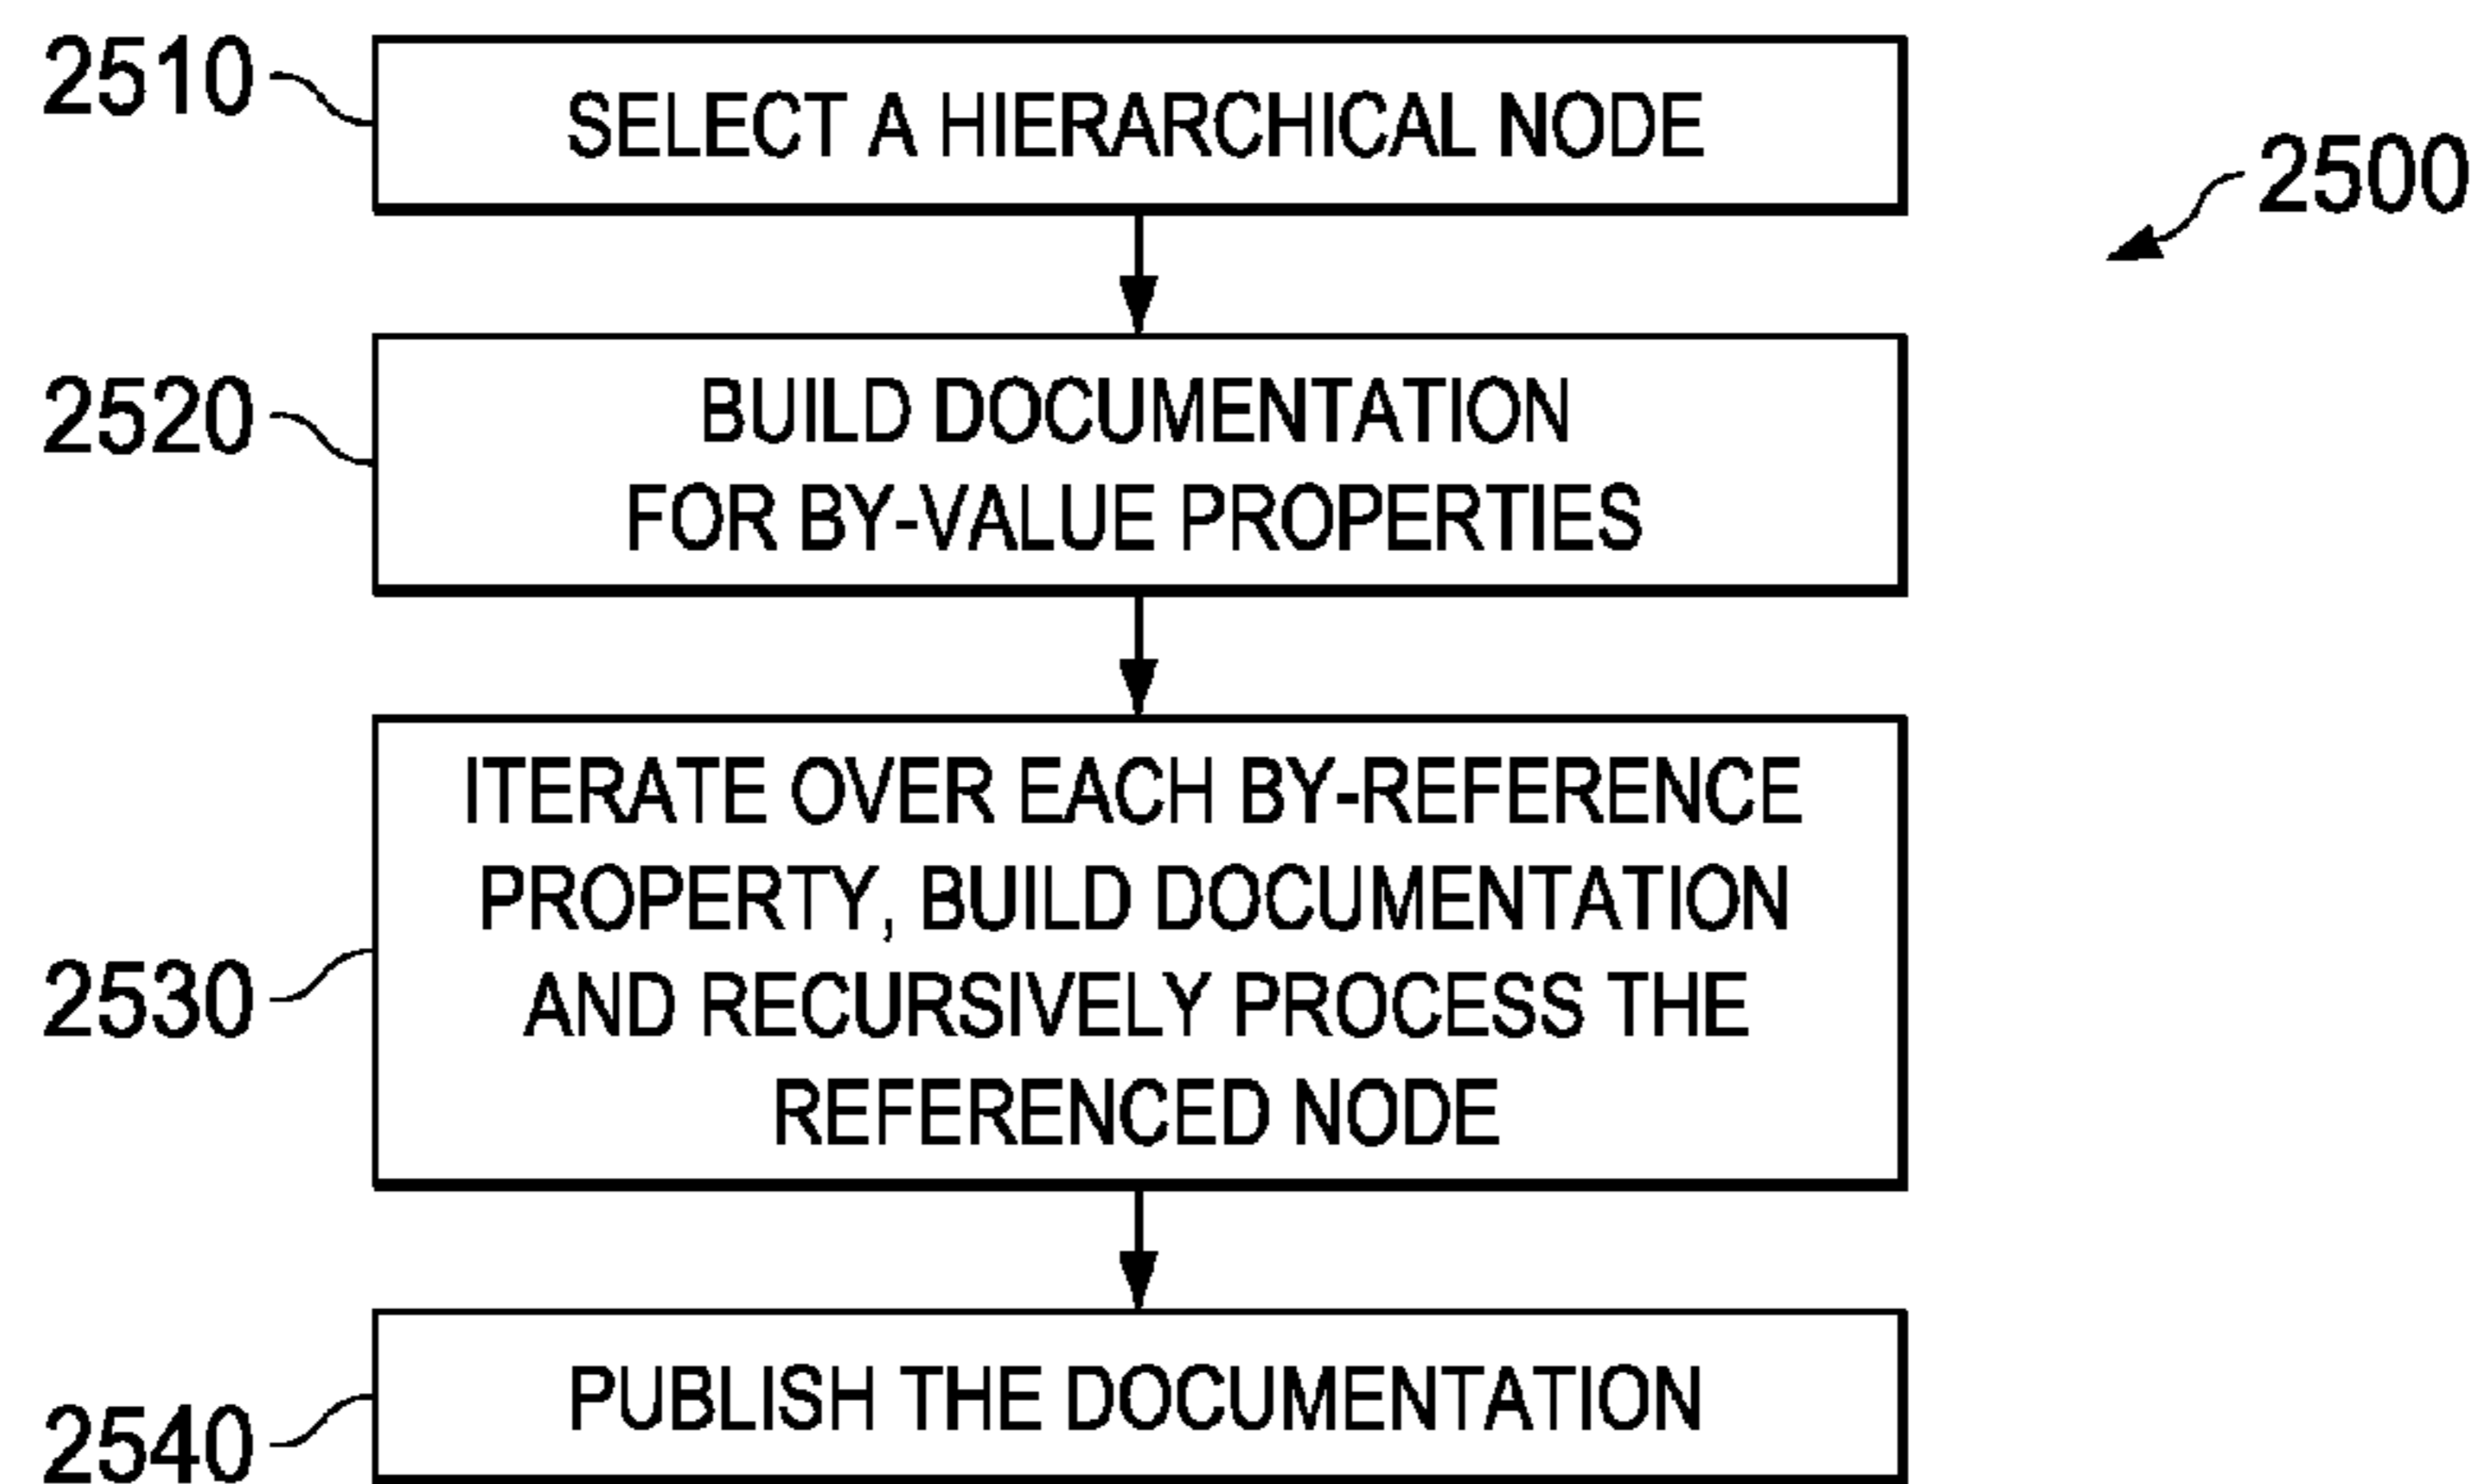 2510
SELECT A HIERARCHICAL NODE
2500
2520
BUILD DOCUMENTATION
FOR BY-VALUE PROPERTIES
2530
ITERATE OVER EACH BY-REFERENCE
PROPERTY, BUILD DOCUMENTATION
AND RECURSIVELY PROCESS THE
REFERENCED NODE
2540
PUBLISH THE DOCUMENTATION